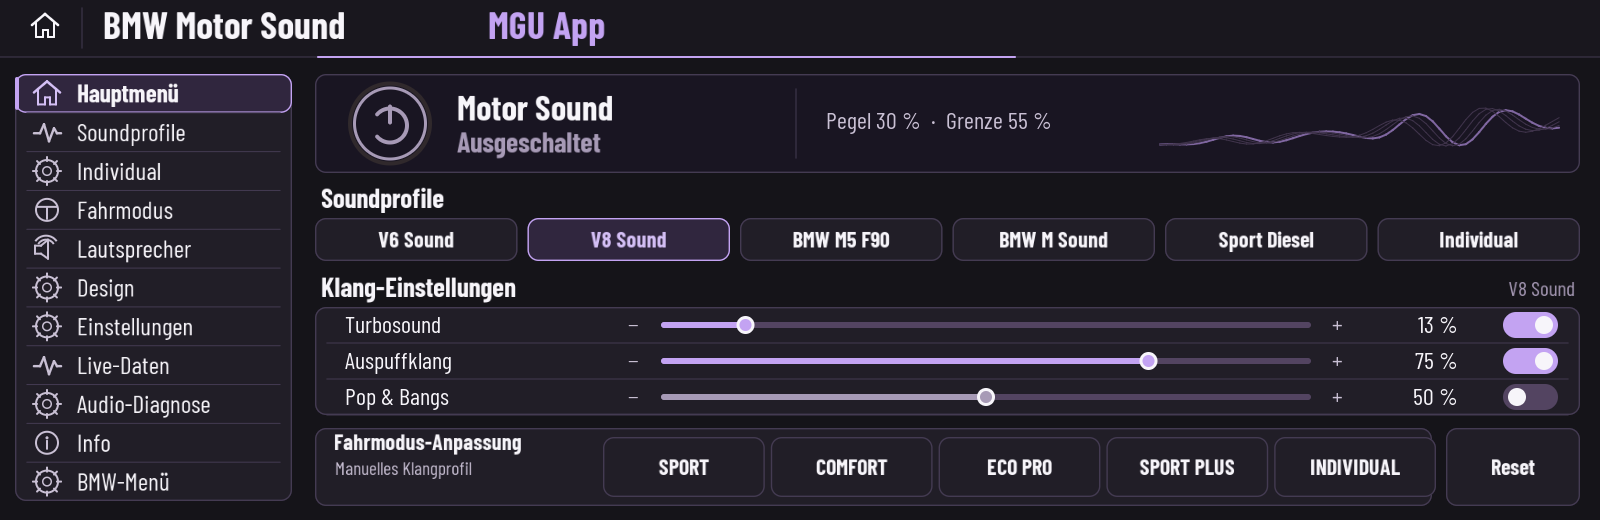 BMW Motor Sound
MGU App
Hauptmenü
Soundprofile
Individual
Fahrmodus
Lautsprecher
Design
Einstellungen
Live-Daten
Audio-Diagnose
Info
BMW-Menü
Motor Sound
Ausgeschaltet
Pegel 30 % · Grenze 55 %
Soundprofile
V6 Sound
V8 Sound
BMW M5 F90
BMW M Sound
Sport Diesel
Individual
Klang-Einstellungen
V8 Sound
Turbosound − + 13 %
Auspuffklang − + 75 %
Pop & Bangs − + 50 %
Fahrmodus-Anpassung
Manuelles Klangprofil
SPORT
COMFORT
ECO PRO
SPORT PLUS
INDIVIDUAL
Reset